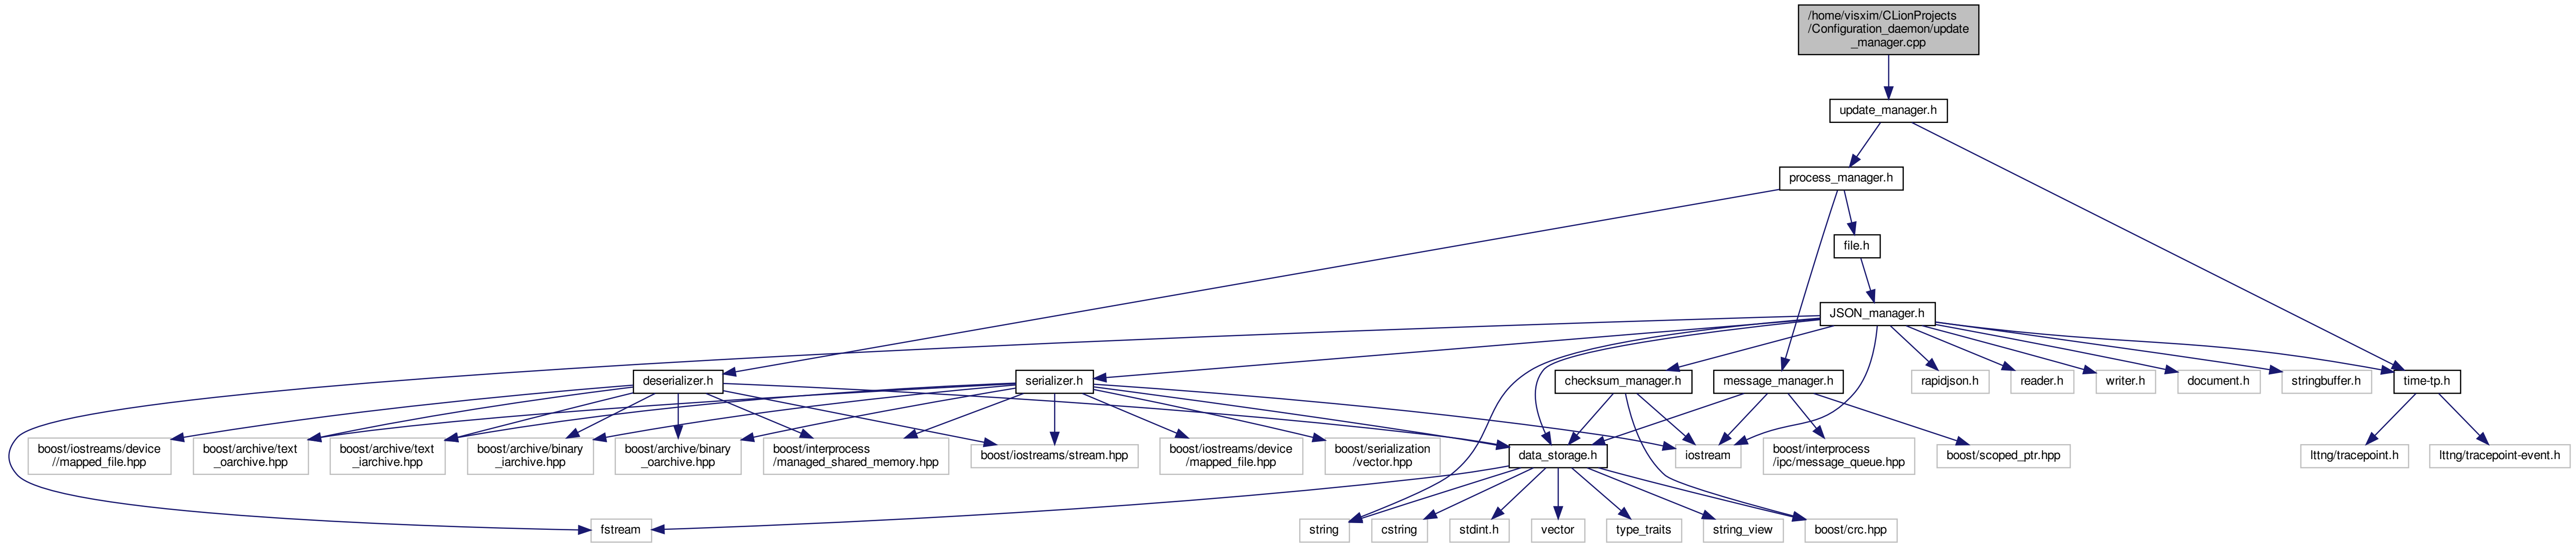 /home/visxim/CLionProjects
/Configuration_daemon/update
_manager.cpp
update_manager.h
process_manager.h
file.h
JSON_manager.h
deserializer.h
serializer.h
checksum_manager.h
message_manager.h
rapidjson.h
reader.h
writer.h
document.h
stringbuffer.h
time-tp.h
boost/iostreams/device
//mapped_file.hpp
boost/archive/text
_oarchive.hpp
boost/archive/text
_iarchive.hpp
boost/archive/binary
_iarchive.hpp
boost/archive/binary
_oarchive.hpp
boost/interprocess
/managed_shared_memory.hpp
boost/iostreams/stream.hpp
boost/iostreams/device
/mapped_file.hpp
boost/serialization
/vector.hpp
data_storage.h
iostream
boost/interprocess
/ipc/message_queue.hpp
boost/scoped_ptr.hpp
lttng/tracepoint.h
lttng/tracepoint-event.h
fstream
string
cstring
stdint.h
vector
type_traits
string_view
boost/crc.hpp